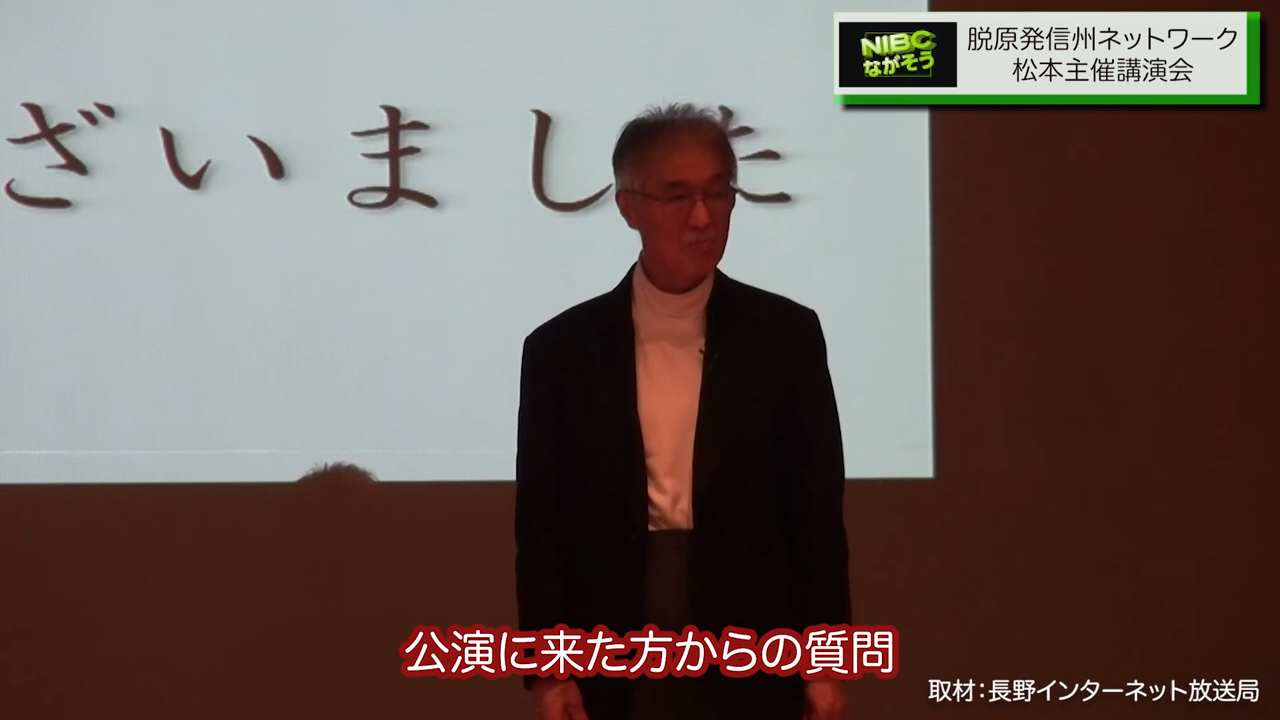 NIBC
ながそう
脱原発信州ネットワーク
松本主催講演会
ざいました
公演に来た方からの質問
取材：長野インターネット放送局